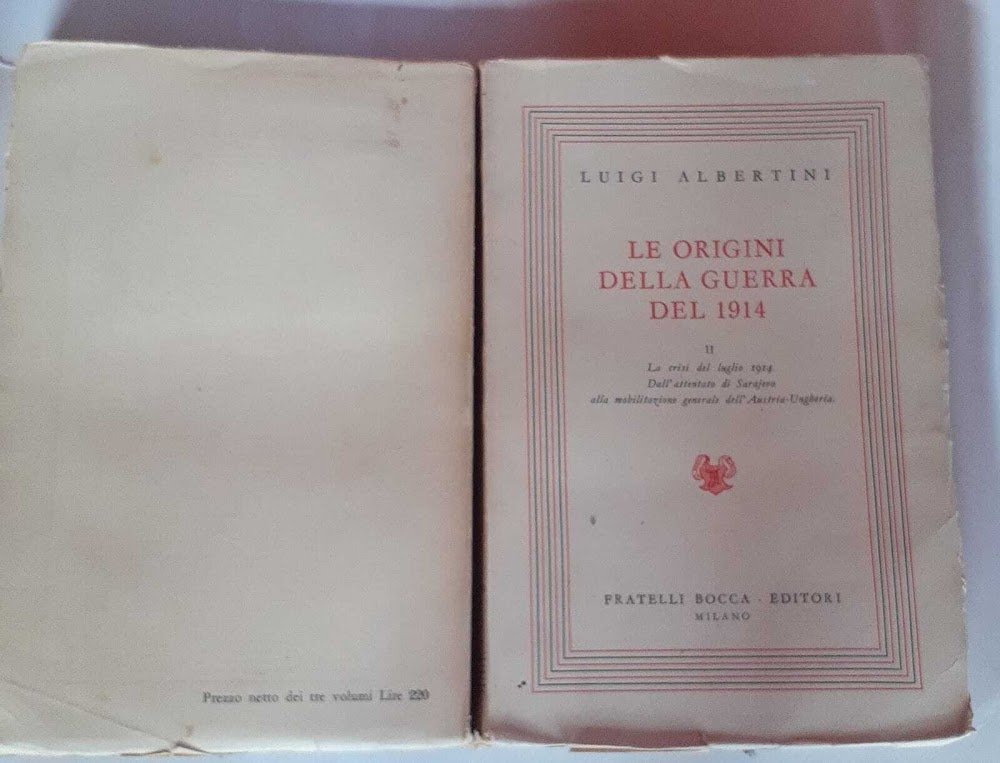 Prezzo netto dei tre volumi Lire 220
LUIGI ALBERTINI
LE ORIGINI
DELLA GUERRA
DEL 1914
II
La crisi del luglio 1914.
Dall'attentato di Sarajevo
alla mobilitazione generale dell'Austria-Ungheria.
FRATELLI BOCCA - EDITORI
MILANO